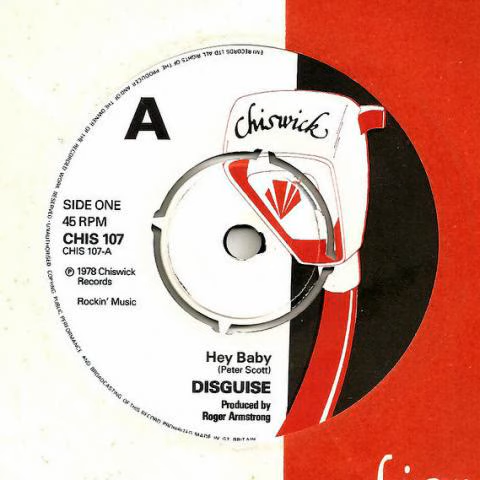 EMI RECORDS LTD ALL RIGHTS OF THE PRODUCER AND OF THE OWNER OF THE RECORDED WORK RESERVED·UNAUTHORISED COPYING PUBLIC PERFORMANCE AND BROADCASTING OF THIS RECORD PROHIBITED MADE IN GT BRITAIN
A
chiswick
SIDE ONE
45 RPM
CHIS 107
CHIS 107-A
℗ 1978 Chiswick
Records
Rockin' Music
Hey Baby
(Peter Scott)
DISGUISE
Produced by
Roger Armstrong